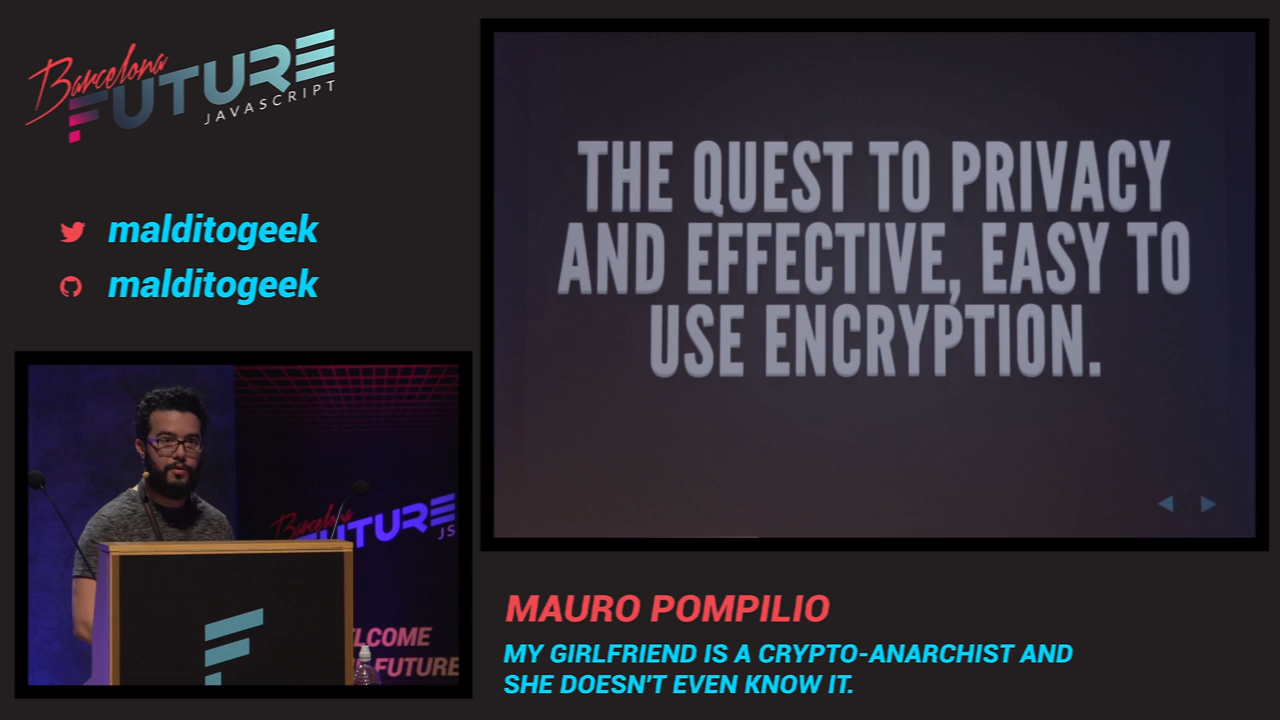 Barcelona
FUTURE
JAVASCRIPT
malditogeek
malditogeek
THE QUEST TO PRIVACY
AND EFFECTIVE, EASY TO
USE ENCRYPTION.
Barcelona
FUTURE
JS
LCOME
FUTURE
MAURO POMPILIO
MY GIRLFRIEND IS A CRYPTO-ANARCHIST AND
SHE DOESN'T EVEN KNOW IT.